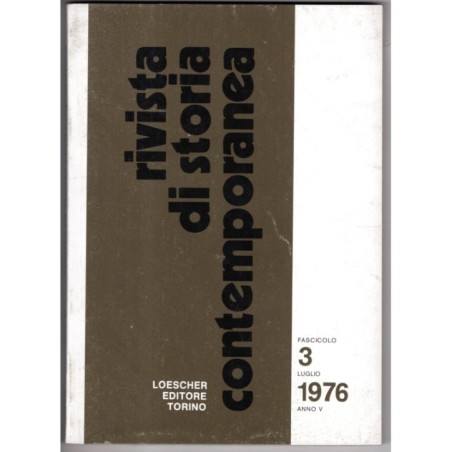 rivista
di storia
contemporanea
LOESCHER
EDITORE
TORINO
FASCICOLO
3
LUGLIO
1976
ANNO V